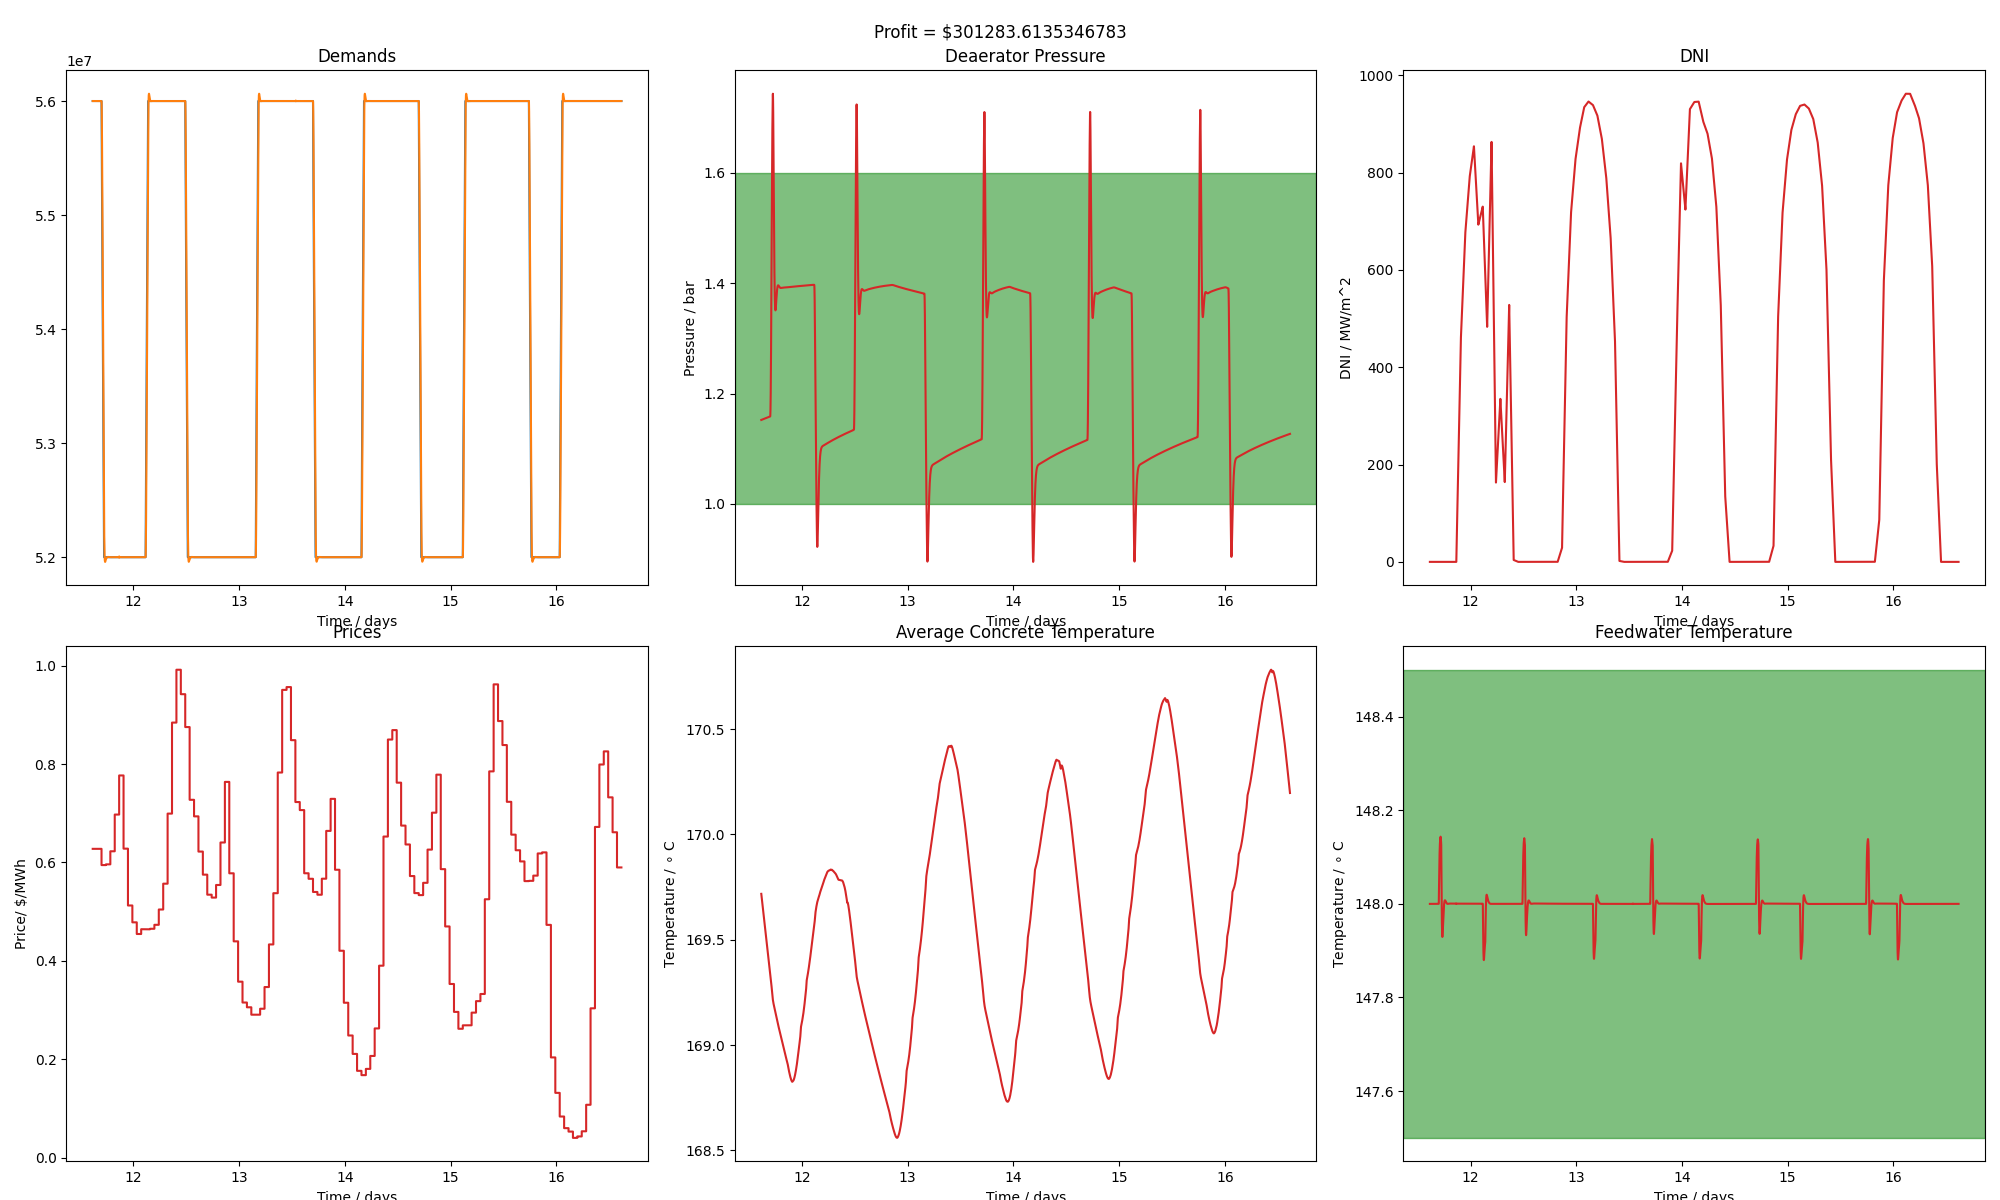 Profit = $301283.6135346783
Demands
1e7
5.6
5.5
5.4
5.3
5.2
12 13 14 15 16
Time / days
Deaerator Pressure
Pressure / bar
1.6
1.4
1.2
1.0
12 13 14 15 16
Time / days
DNI
DNI / MW/m^2
1000
800
600
400
200
0
12 13 14 15 16
Time / days
Prices
Price/ $/MWh
1.0
0.8
0.6
0.4
0.2
0.0
12 13 14 15 16
Time / days
Average Concrete Temperature
Temperature / ∘ C
170.5
170.0
169.5
169.0
168.5
12 13 14 15 16
Time / days
Feedwater Temperature
Temperature / ∘ C
148.4
148.2
148.0
147.8
147.6
12 13 14 15 16
Time / days